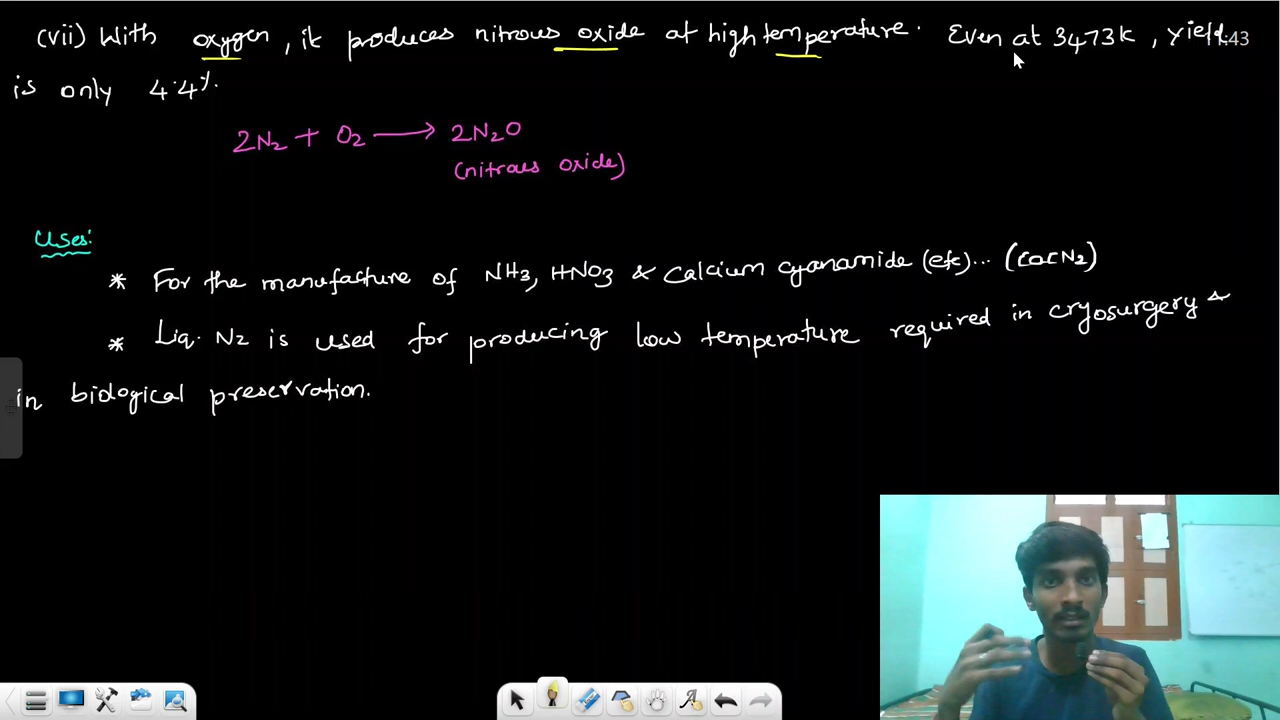 (vii) With oxygen, it produces nitrous oxide at high temperature. Even at 3473K, yield
is only 4.4%.
2N2 + O2 → 2N2O
(nitrous oxide)
Uses:
* For the manufacture of NH3, HNO3 & Calcium cyanamide (etc)... (CaCN2)
* Liq. N2 is used for producing low temperature required in cryosurgery &
in biological preservation.